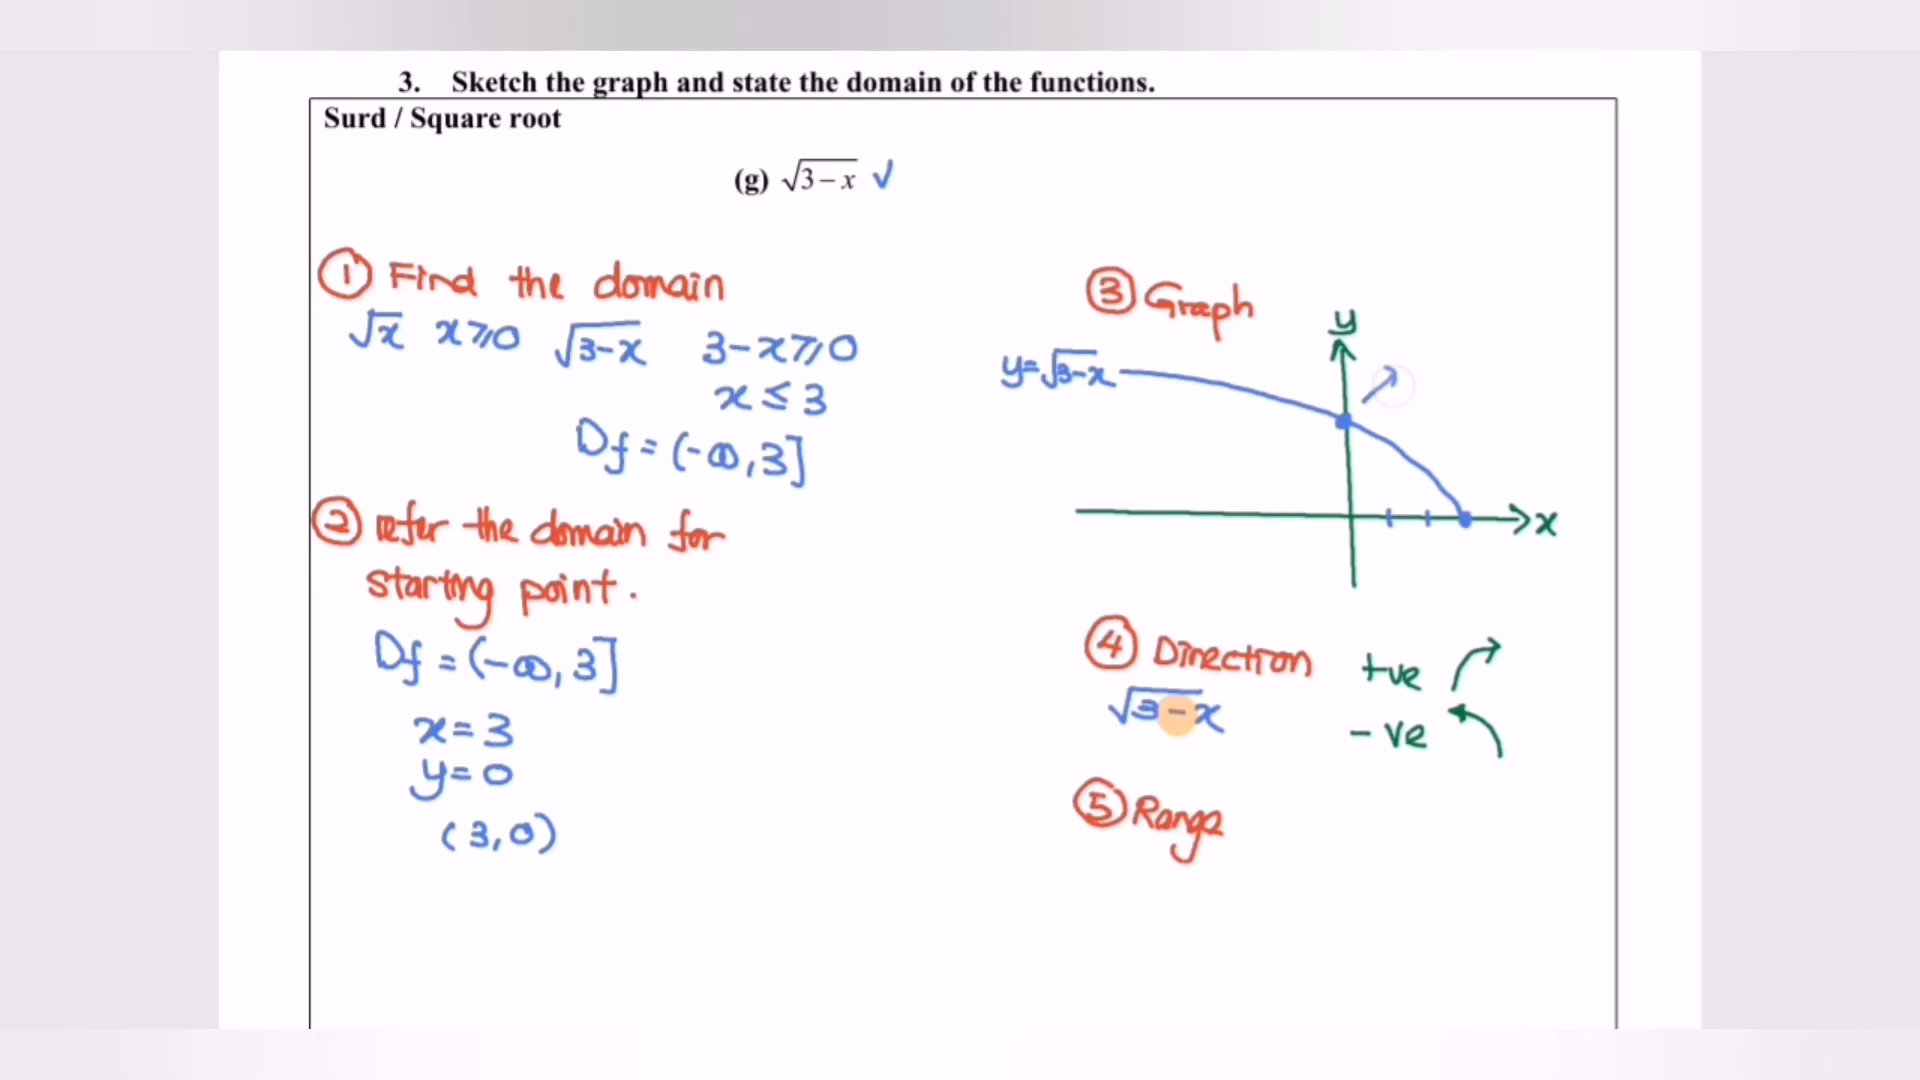 3. Sketch the graph and state the domain of the functions.
Surd / Square root
(g) √3 – x ✓
① Find the domain
√x x ⩾ 0 √3-x 3-x ⩾ 0
x ≤ 3
Df = (-∞, 3]
② refer the domain for
starting point.
Df = (-∞, 3]
x = 3
y = 0
(3, 0)
③ Graph
y
y=√3-x
x
④ Direction +ve
√3-x - ve
⑤ Range